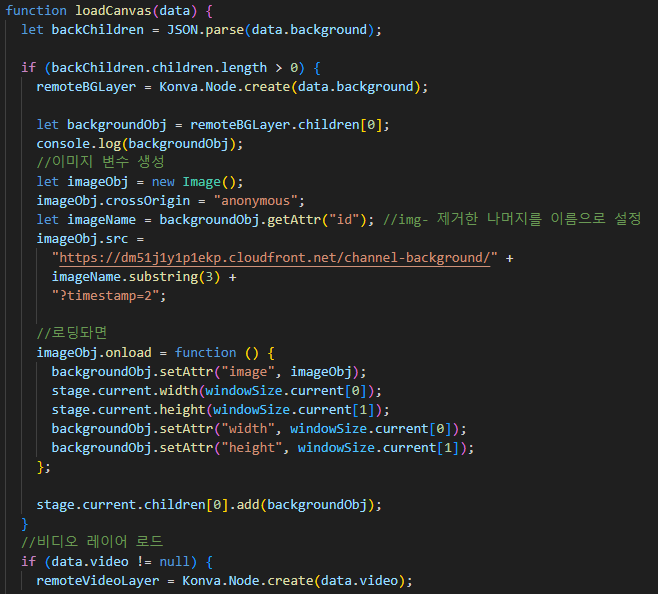 function loadCanvas(data) {
let backChildren = JSON.parse(data.background);
if (backChildren.children.length > 0) {
remoteBGLayer = Konva.Node.create(data.background);
let backgroundObj = remoteBGLayer.children[0];
console.log(backgroundObj);
//이미지 변수 생성
let imageObj = new Image();
imageObj.crossOrigin = "anonymous";
let imageName = backgroundObj.getAttr("id"); //img- 제거한 나머지를 이름으로 설정
imageObj.src =
"https://dm51j1y1p1ekp.cloudfront.net/channel-background/" +
imageName.substring(3) +
"?timestamp=2";
//로딩돠면
imageObj.onload = function () {
backgroundObj.setAttr("image", imageObj);
stage.current.width(windowSize.current[0]);
stage.current.height(windowSize.current[1]);
backgroundObj.setAttr("width", windowSize.current[0]);
backgroundObj.setAttr("height", windowSize.current[1]);
};
stage.current.children[0].add(backgroundObj);
}
//비디오 레이어 로드
if (data.video != null) {
remoteVideoLayer = Konva.Node.create(data.video);